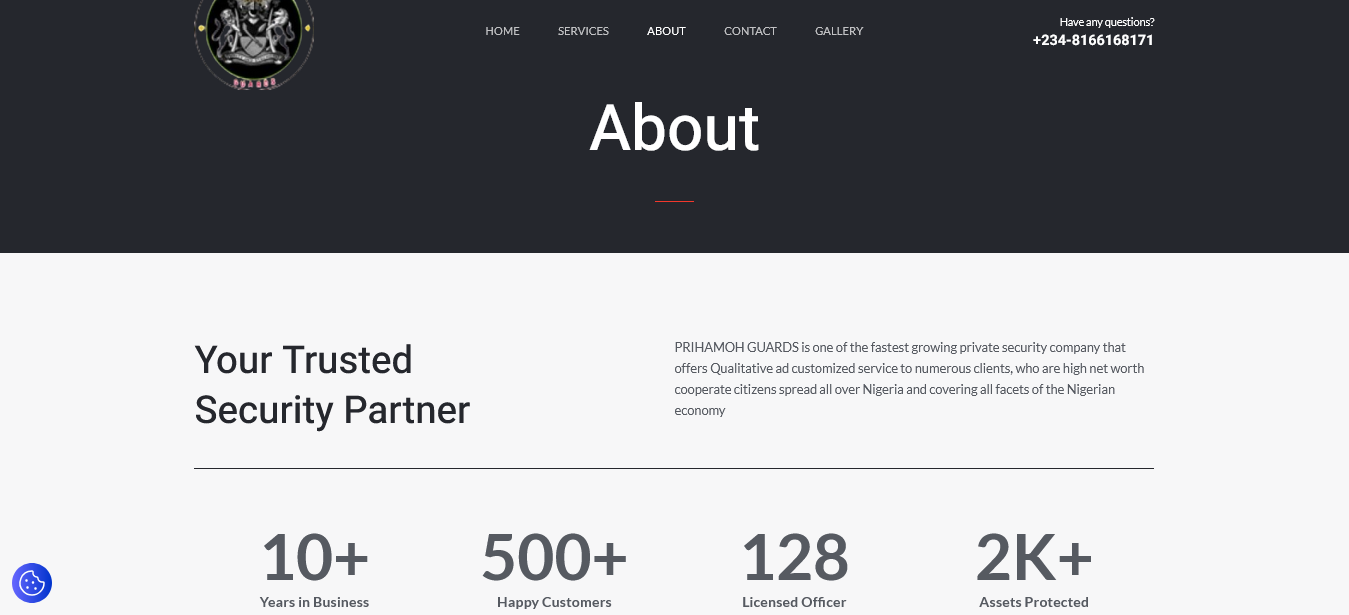 HOME SERVICES ABOUT CONTACT GALLERY
Have any questions?
+234-8166168171
About
Your Trusted
Security Partner
PRIHAMOH GUARDS is one of the fastest growing private security company that
offers Qualitative ad customized service to numerous clients, who are high net worth
cooperate citizens spread all over Nigeria and covering all facets of the Nigerian
economy
10+ 500+ 128 2K+
Years in Business Happy Customers Licensed Officer Assets Protected